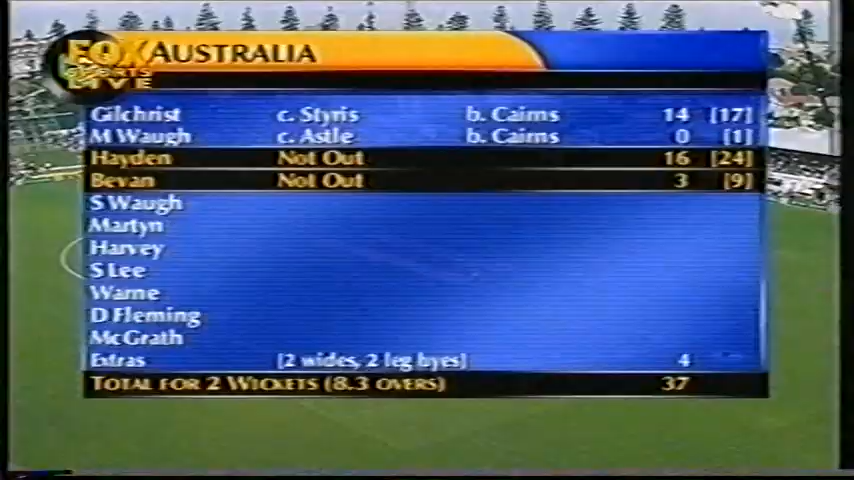 FOX SPORTS LIVE
AUSTRALIA
Gilchrist c. Styris b. Cairns 14 [17]
M Waugh c. Astle b. Cairns 0 [1]
Hayden Not Out 16 [24]
Bevan Not Out 3 [9]
S Waugh
Martyn
Harvey
S Lee
Warne
D Fleming
McGrath
Extras [2 wides, 2 leg byes] 4
TOTAL FOR 2 WICKETS (8.3 OVERS) 37